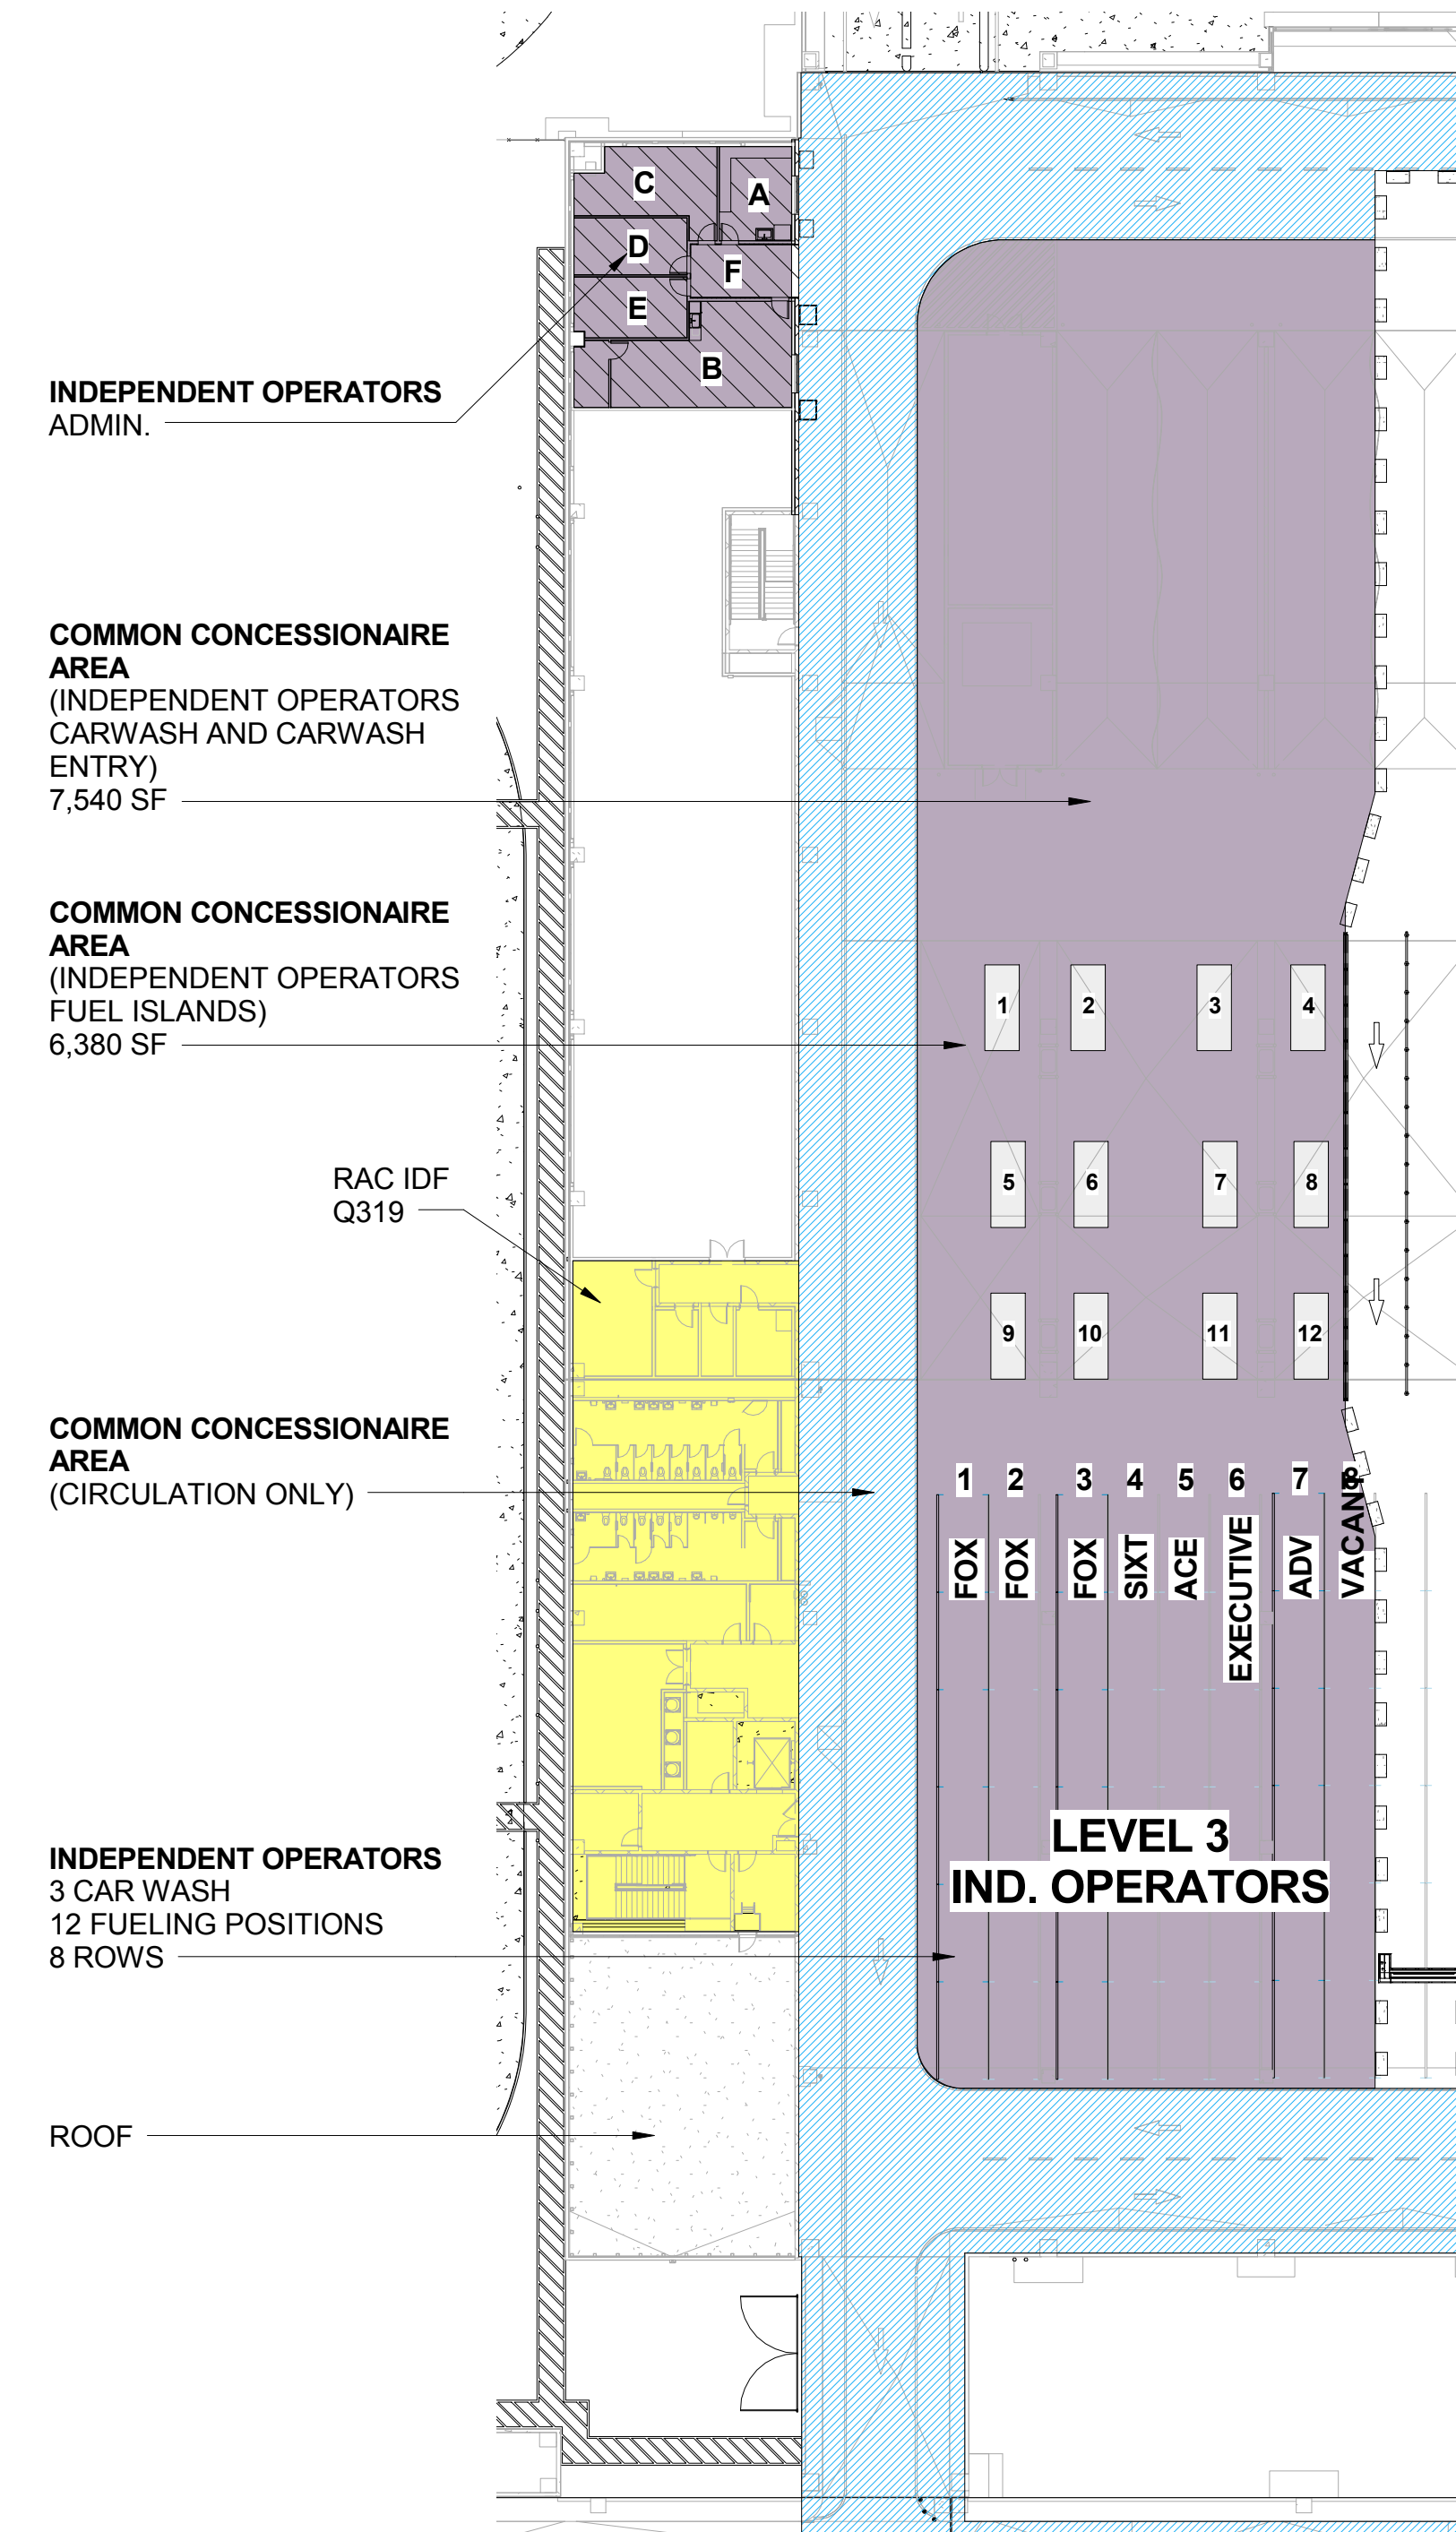 C
A
D
F
E
B
INDEPENDENT OPERATORS
ADMIN.
COMMON CONCESSIONAIRE
AREA
(INDEPENDENT OPERATORS
CARWASH AND CARWASH
ENTRY)
7,540 SF
COMMON CONCESSIONAIRE
AREA
(INDEPENDENT OPERATORS
FUEL ISLANDS)
6,380 SF
1 2 3 4
RAC IDF
Q319
5 6 7 8
9 10 11 12
COMMON CONCESSIONAIRE
AREA
(CIRCULATION ONLY)
1 2 3 4 5 6 7 8
FOX
FOX
FOX
SIXT
ACE
EXECUTIVE
ADV
VACANT
LEVEL 3
IND. OPERATORS
INDEPENDENT OPERATORS
3 CAR WASH
12 FUELING POSITIONS
8 ROWS
ROOF